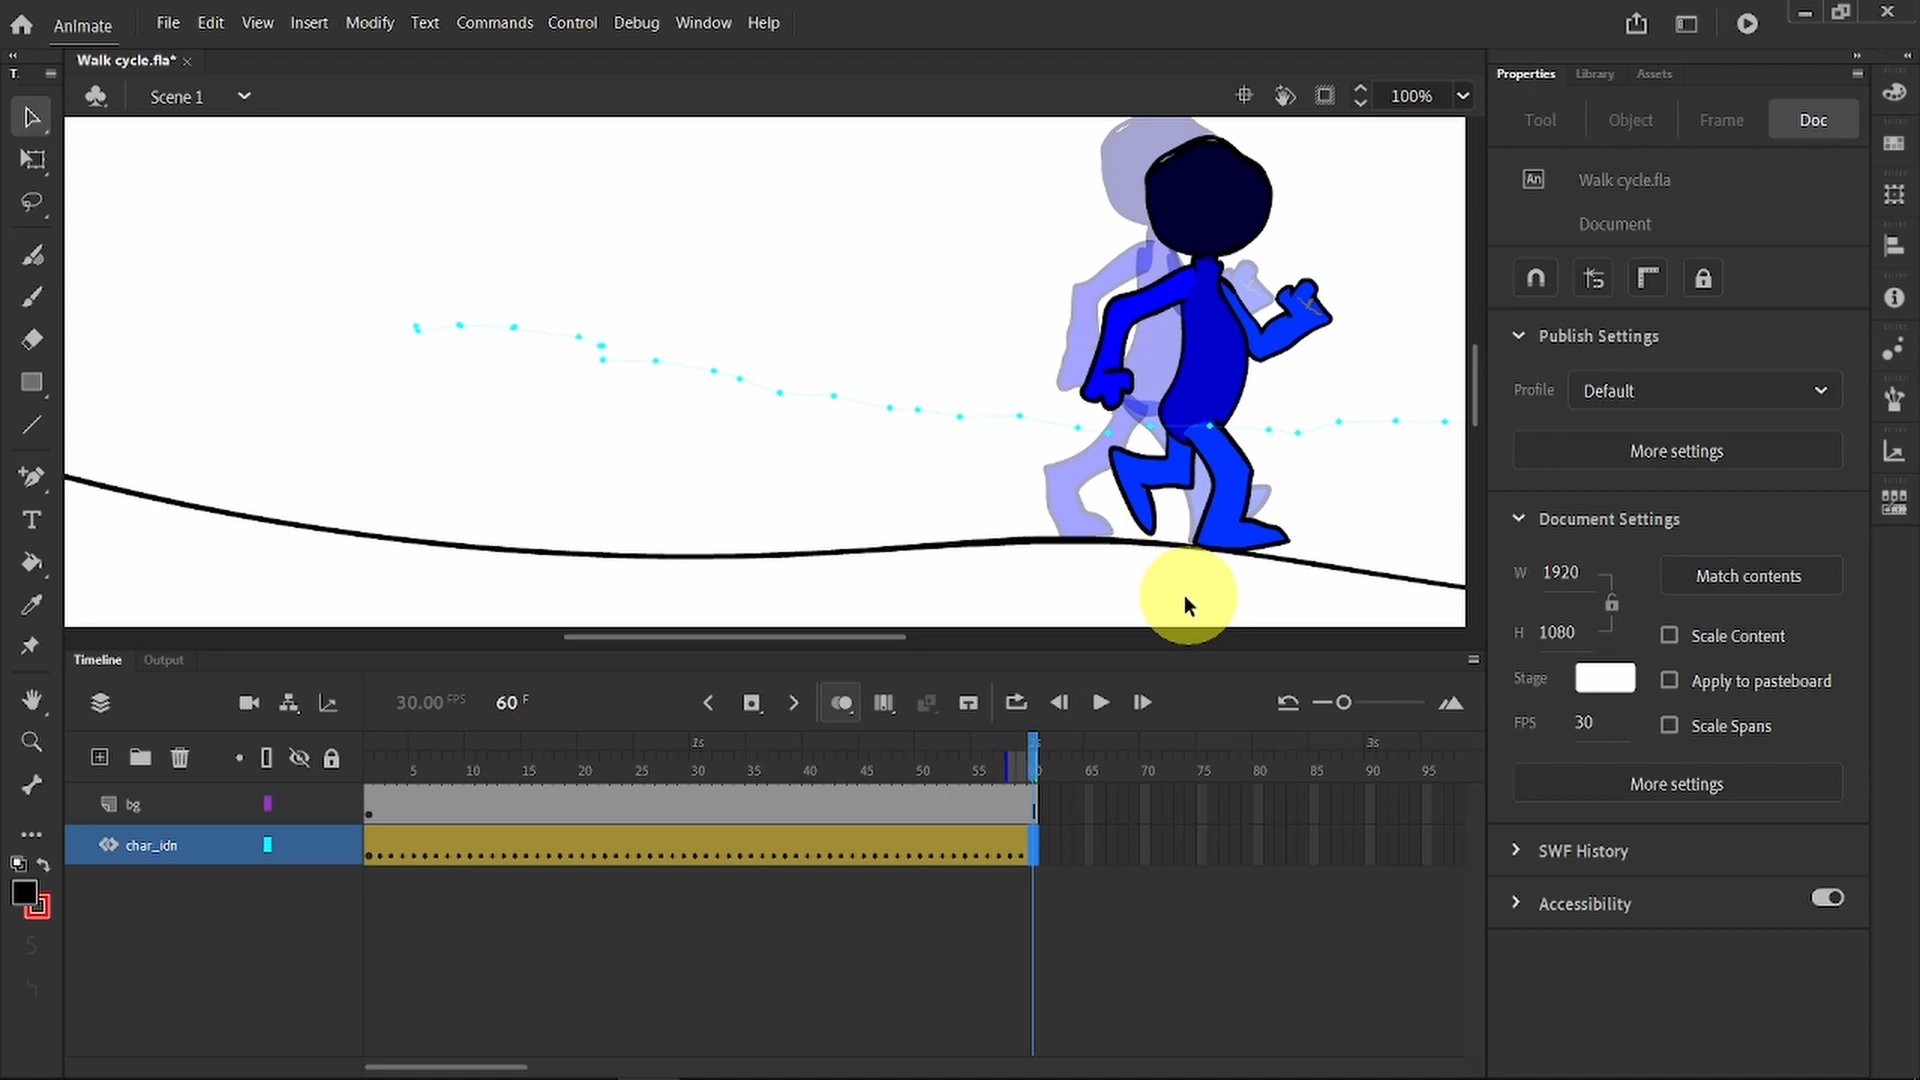 Animate File Edit View Insert Modify Text Commands Control Debug Window Help
Walk cycle.fla*
T.
Scene 1
100%
Properties Library Assets
Tool Object Frame Doc
An Walk cycle.fla
Document
Publish Settings
Profile Default
More settings
Document Settings
W 1920 Match contents
H 1080 Scale Content
Stage Apply to pasteboard
FPS 30 Scale Spans
More settings
SWF History
Accessibility
Timeline Output
30.00 FPS 60 F
1s 2s 3s
5 10 15 20 25 30 35 40 45 50 55 60 65 70 75 80 85 90 95
bg
char_idn